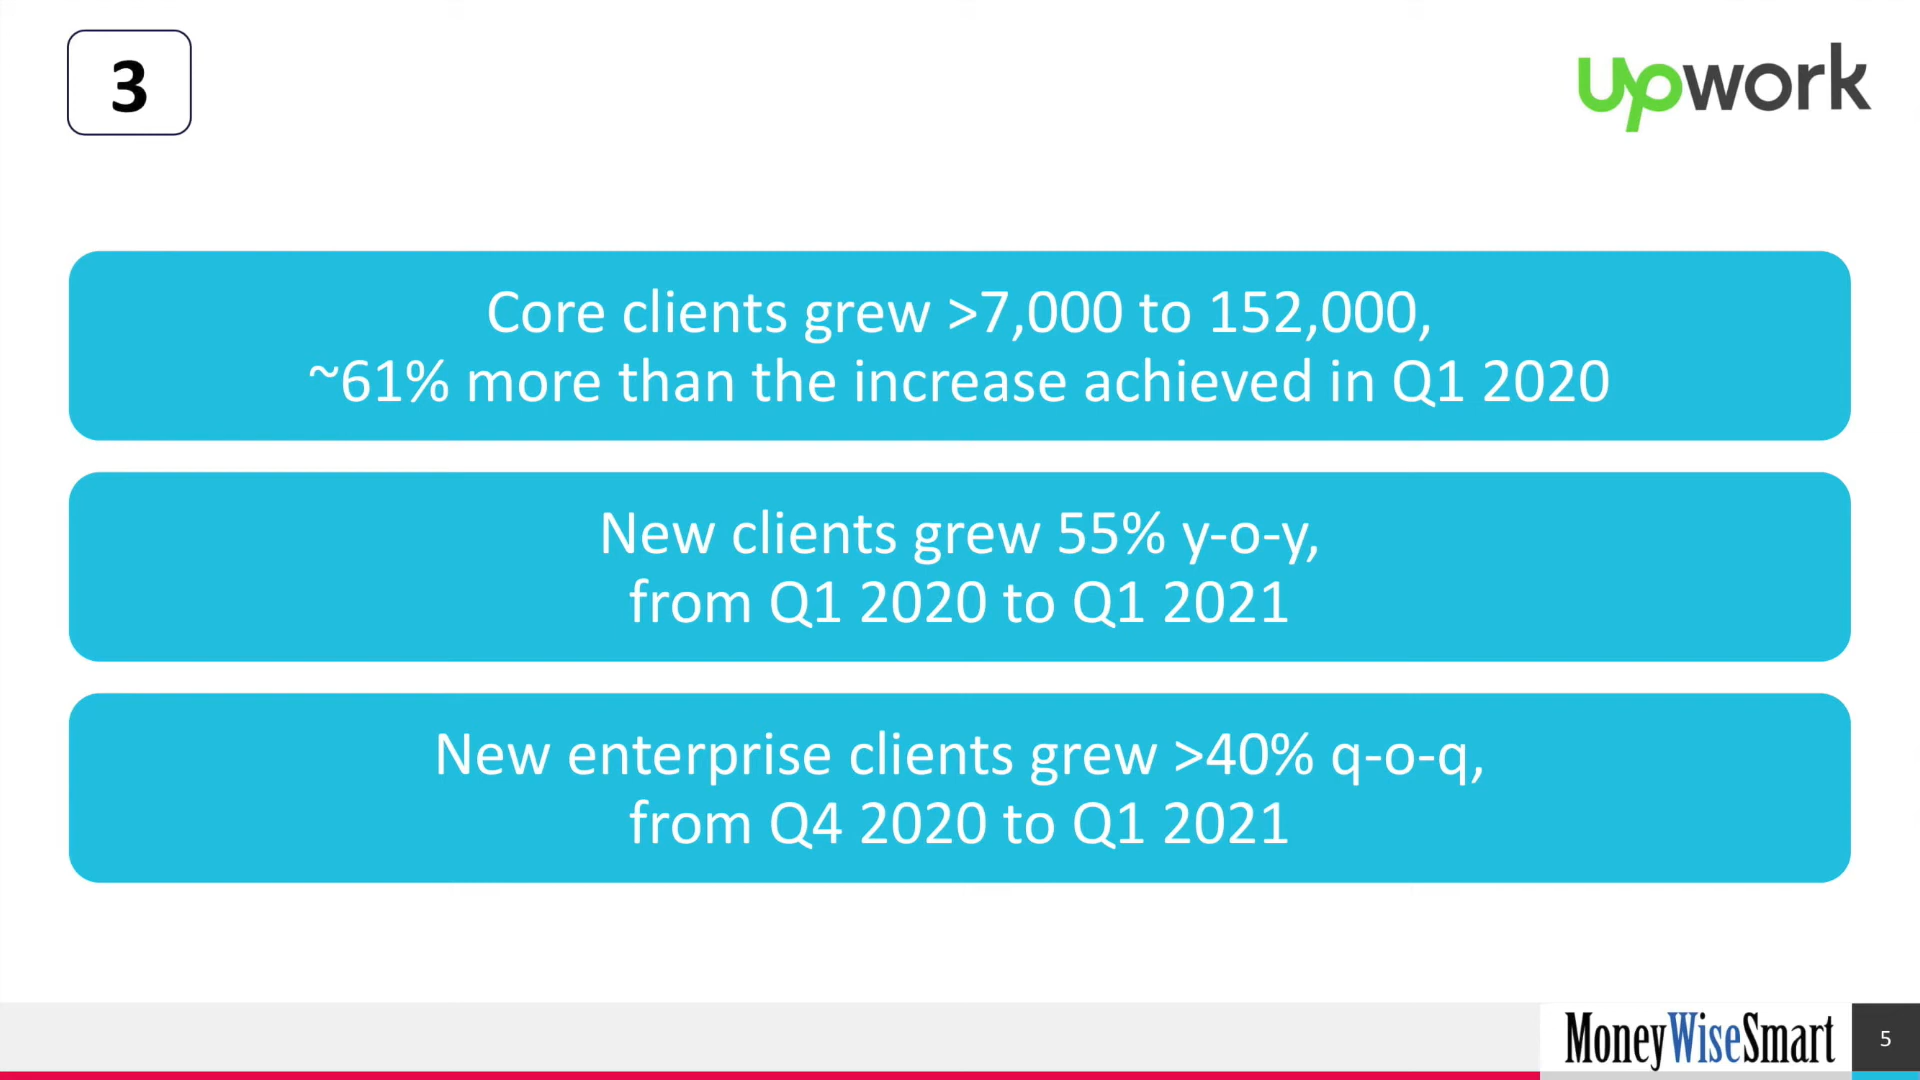 3
upwork
Core clients grew >7,000 to 152,000,
~61% more than the increase achieved in Q1 2020
New clients grew 55% y-o-y,
from Q1 2020 to Q1 2021
New enterprise clients grew >40% q-o-q,
from Q4 2020 to Q1 2021
MoneyWiseSmart
5